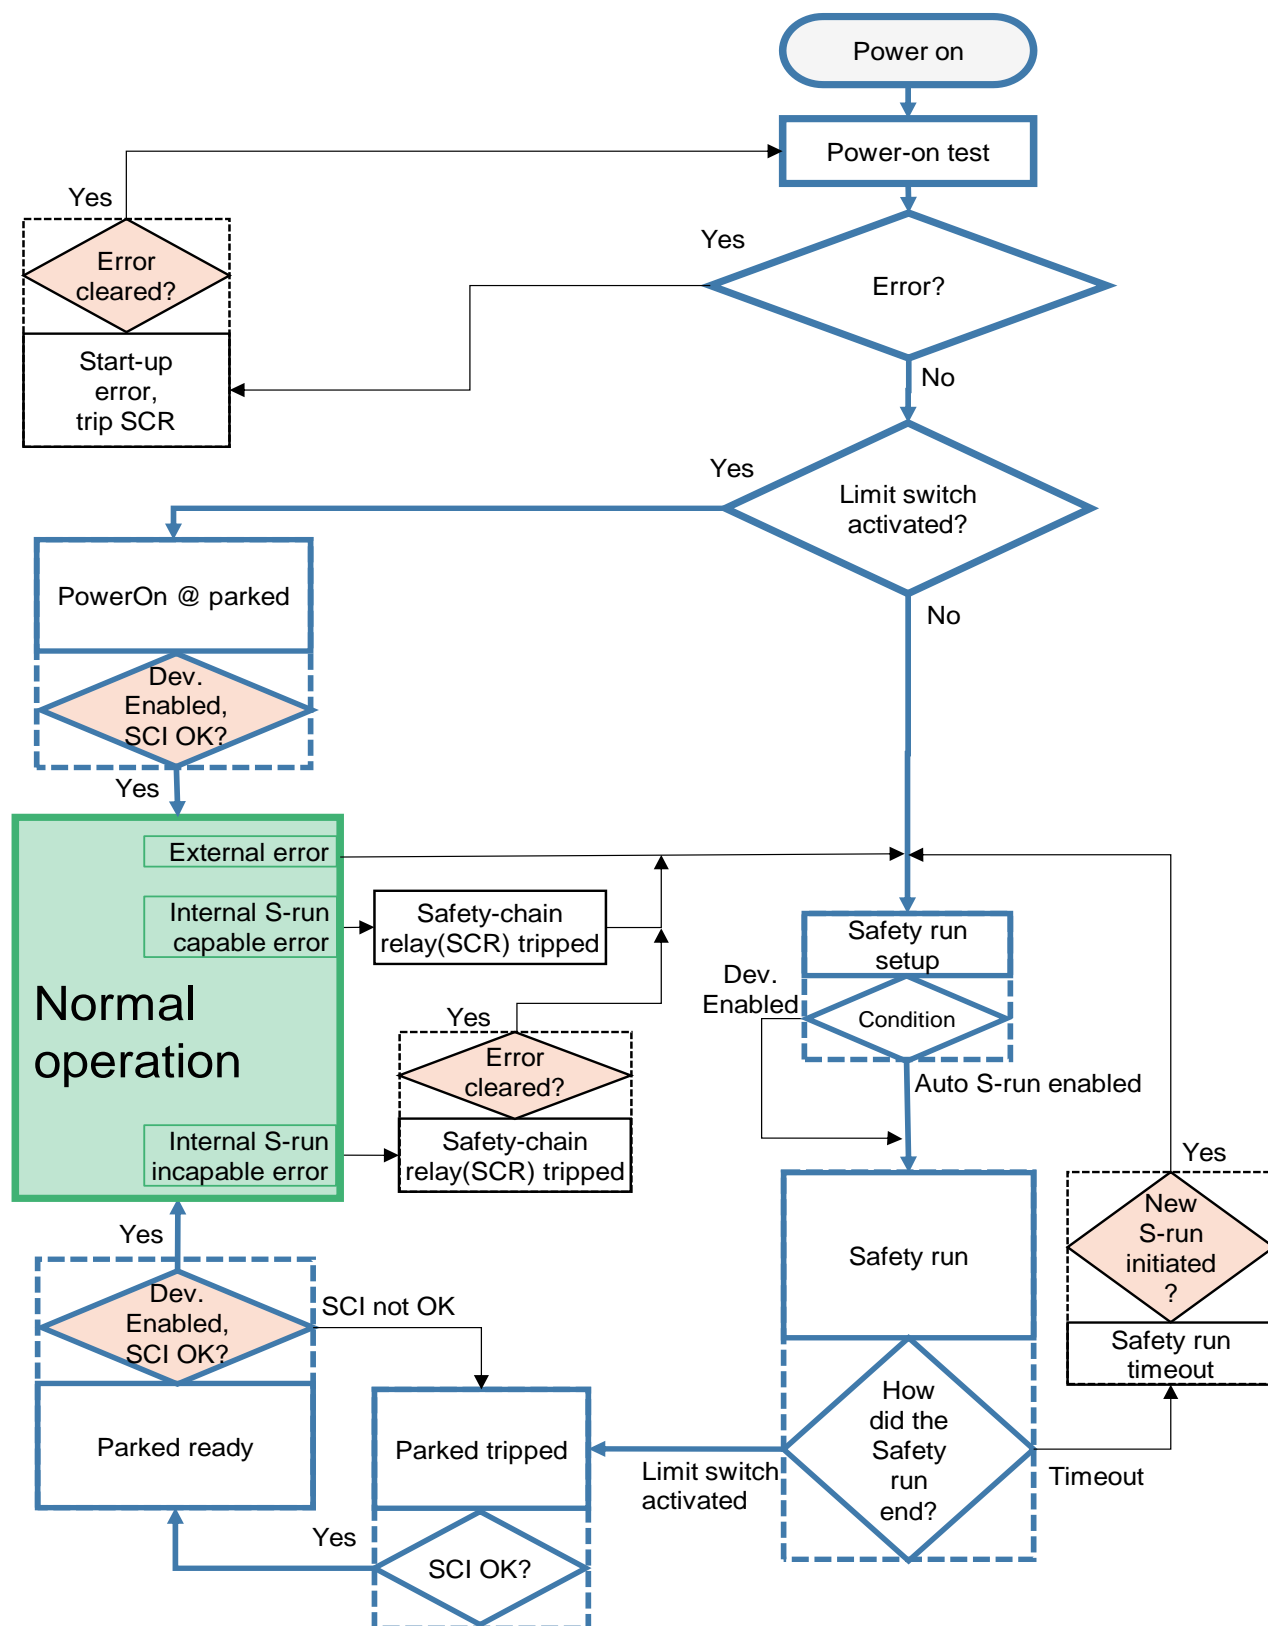 Power on
Power-on test
Yes
Error
cleared?
Start-up
error,
trip SCR
Yes
Error?
No
Yes
Limit switch
activated?
No
PowerOn @ parked
Dev.
Enabled,
SCI OK?
Yes
External error
Internal S-run
capable error
Normal
operation
Internal S-run
incapable error
Safety-chain
relay(SCR) tripped
Yes
Error
cleared?
Safety-chain
relay(SCR) tripped
Safety run
setup
Dev.
Enabled
Condition
Auto S-run enabled
Safety run
Yes
New
S-run
initiated
?
Safety run
timeout
How
did the
Safety
run
end?
Timeout
Limit switch
activated
Yes
Dev.
Enabled,
SCI OK?
SCI not OK
Parked ready
Parked tripped
Yes
SCI OK?